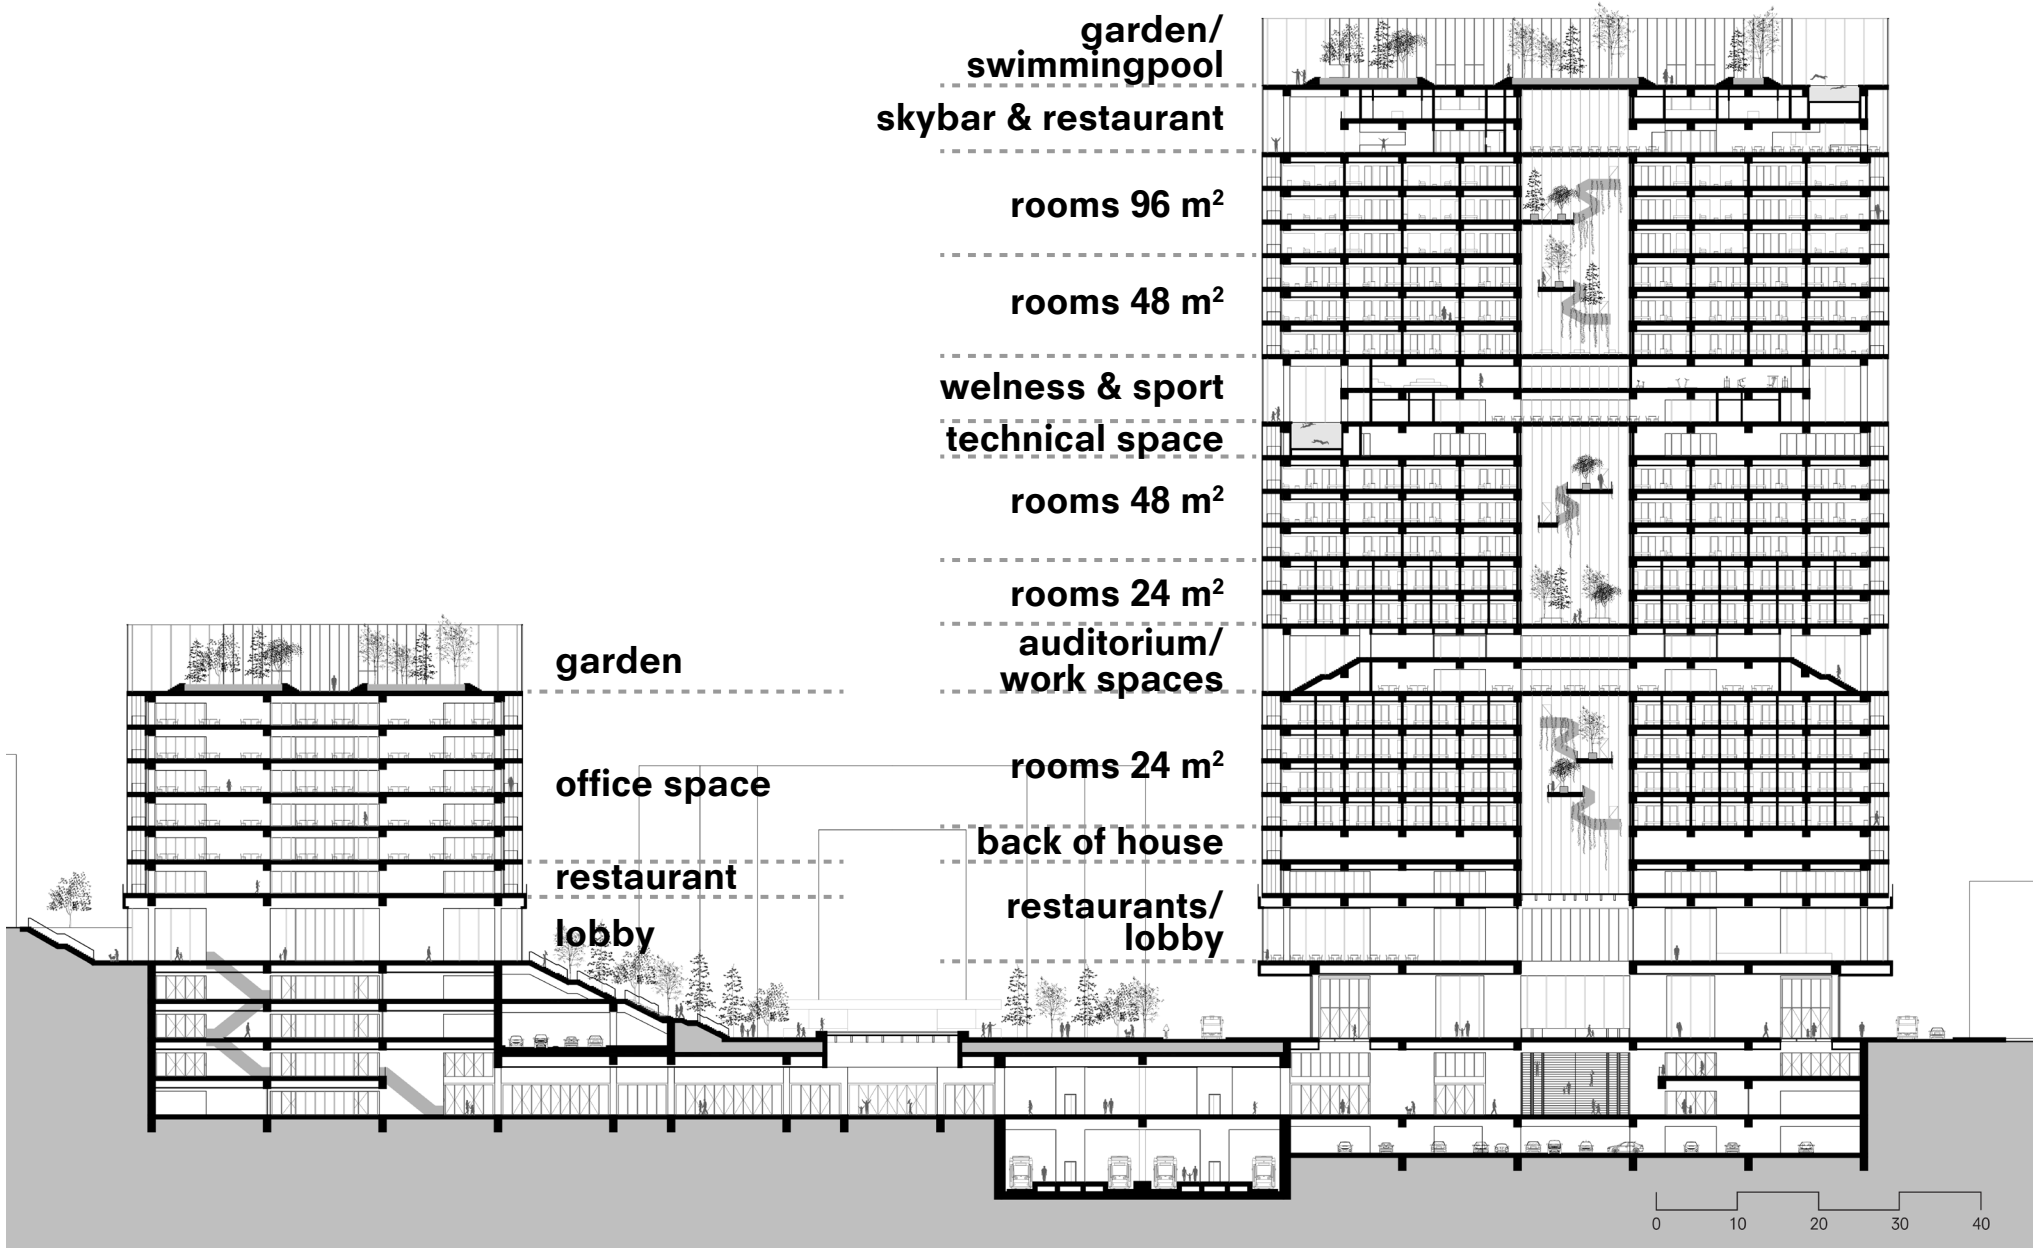 garden/
swimmingpool
skybar & restaurant
rooms 96 m²
rooms 48 m²
welness & sport
technical space
rooms 48 m²
rooms 24 m²
auditorium/
work spaces
rooms 24 m²
back of house
restaurants/
lobby
garden
office space
restaurant
lobby
0 10 20 30 40